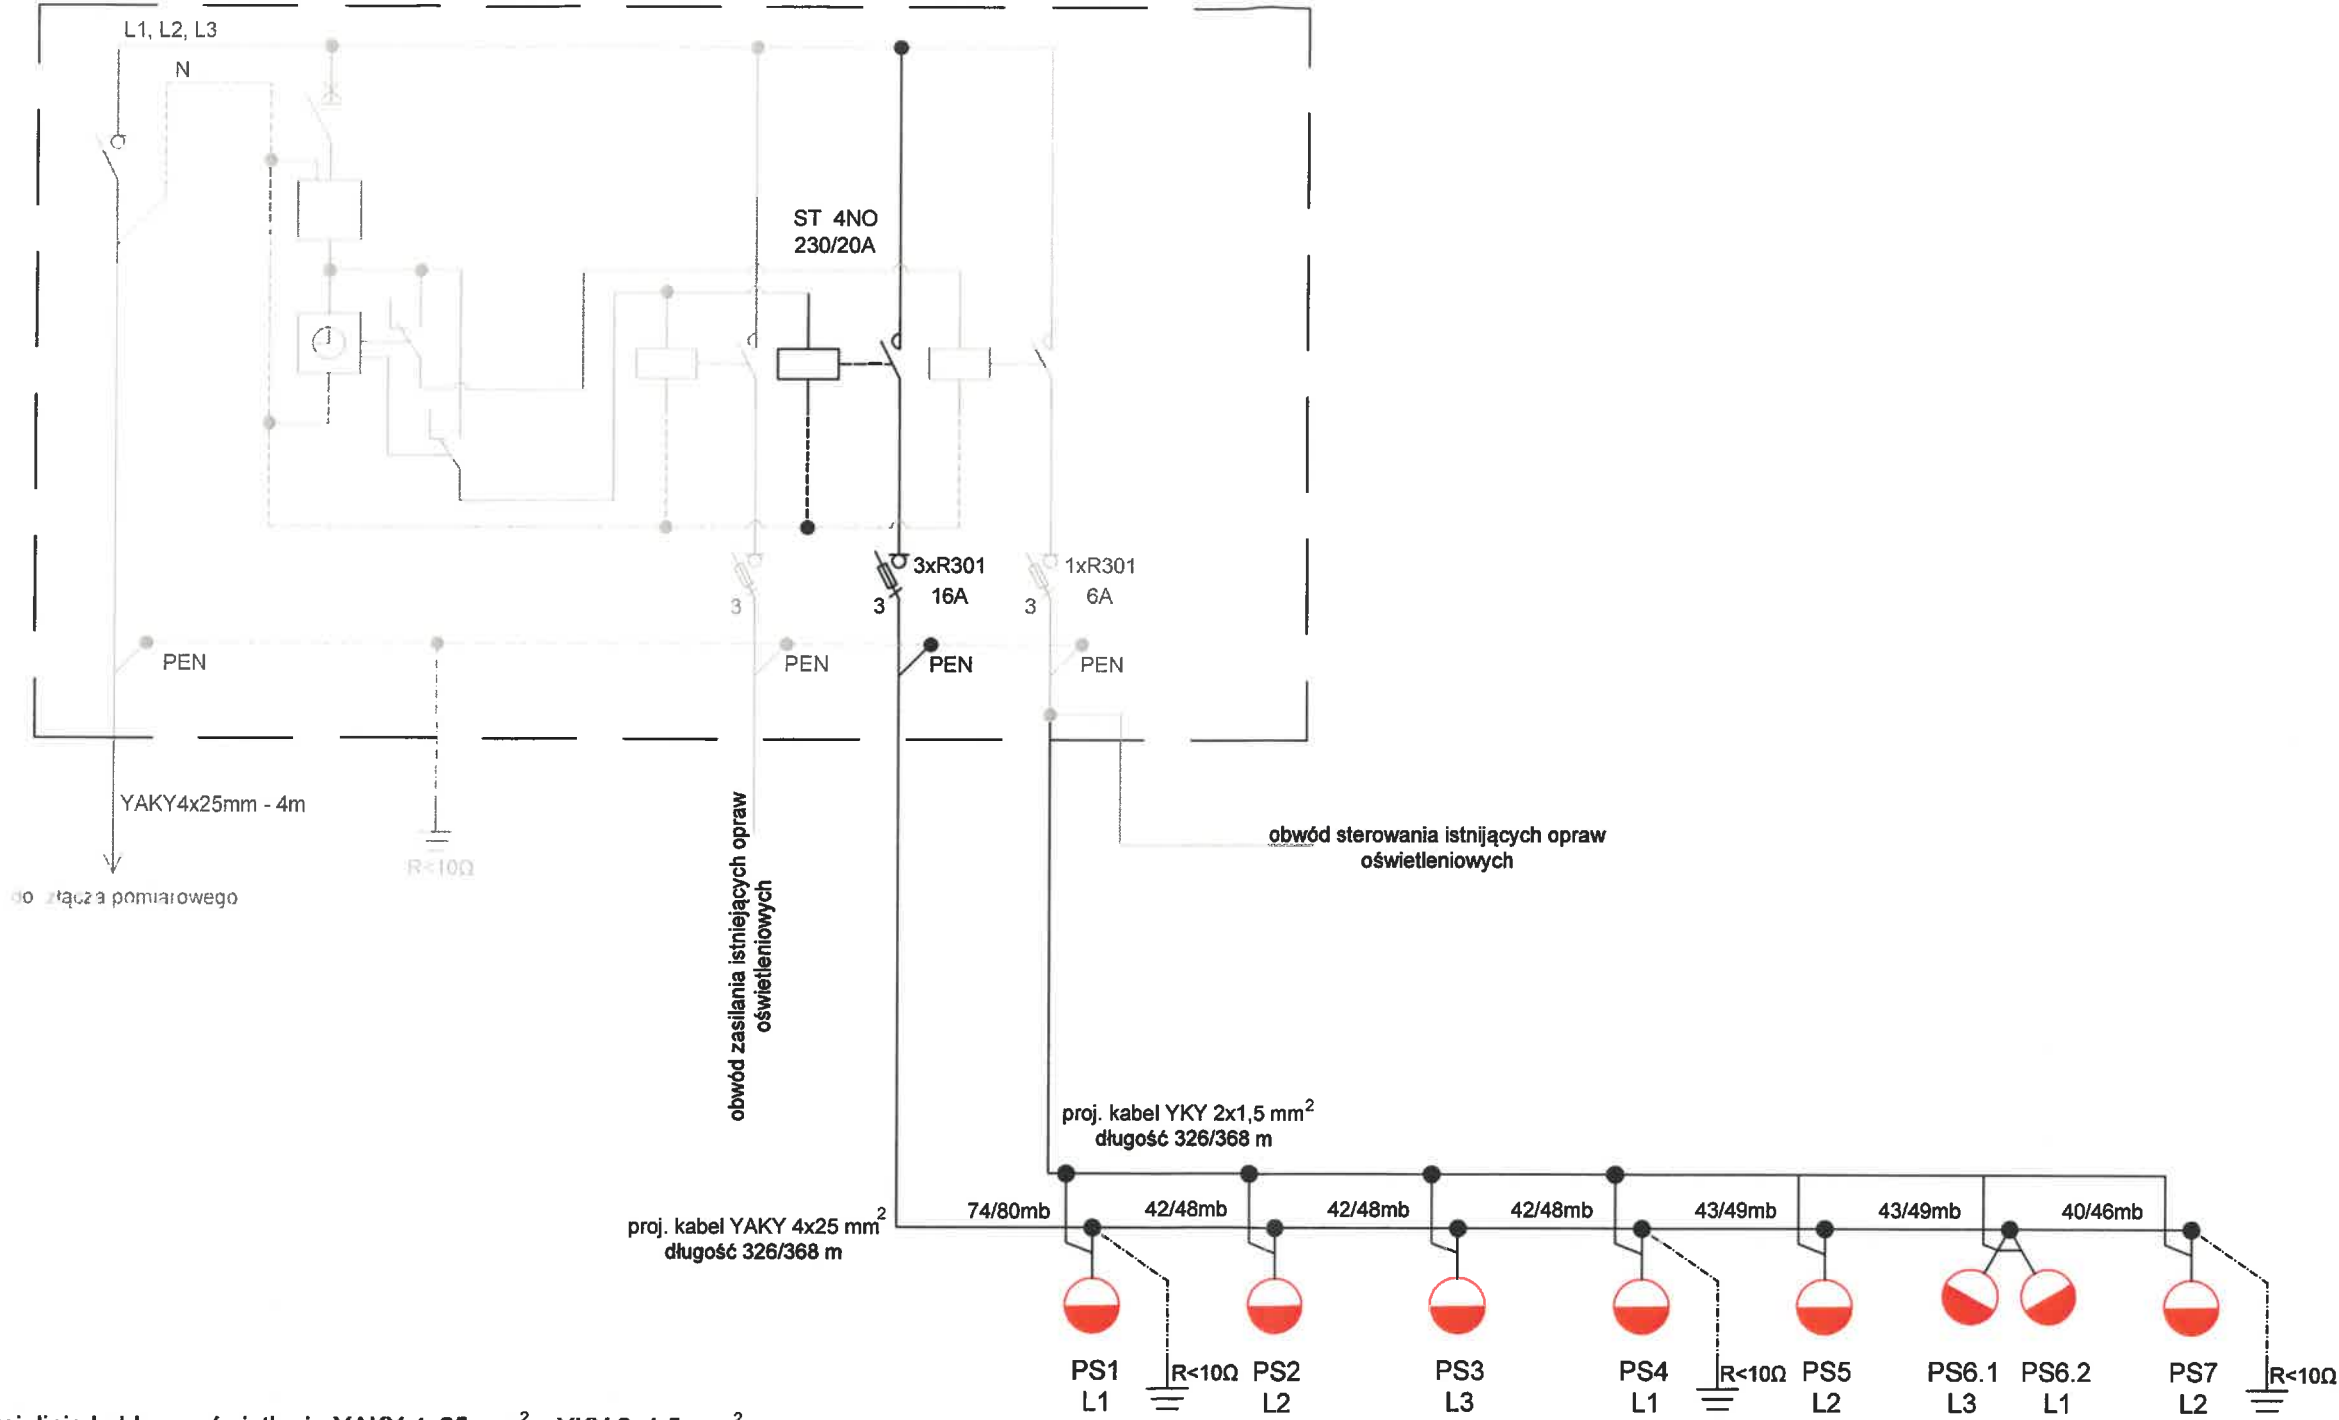 L1, L2, L3
N
ST 4NO
230/20A
3xR301
16A
3
1xR301
6A
3
3
PEN
PEN
PEN
PEN
YAKY4x25mm - 4m
R<10Ω
do złącza pomiarowego
obwód zasilania istniejących opraw
oświetleniowych
obwód sterowania istnijących opraw
oświetleniowych
proj. kabel YKY 2x1,5 mm2
długość 326/368 m
proj. kabel YAKY 4x25 mm2
długość 326/368 m
74/80mb
42/48mb
42/48mb
42/48mb
43/49mb
43/49mb
40/46mb
PS1
L1
R<10Ω
PS2
L2
PS3
L3
PS4
L1
R<10Ω
PS5
L2
PS6.1
L3
PS6.2
L1
PS7
L2
R<10Ω